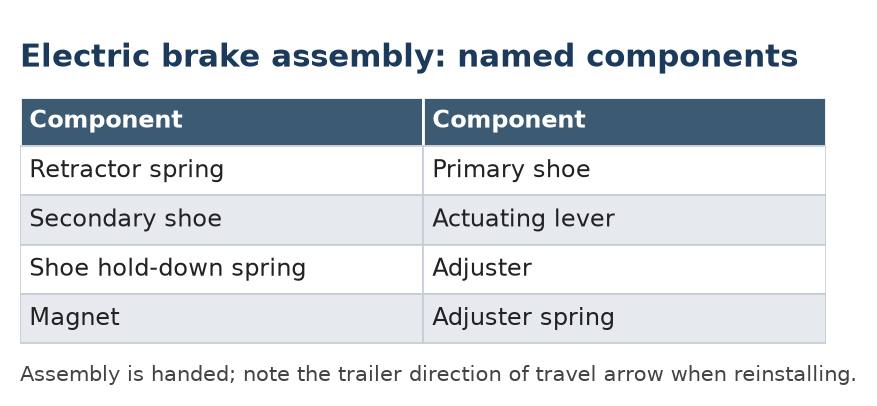 Electric brake assembly: named components
Component Component
Retractor spring Primary shoe
Secondary shoe Actuating lever
Shoe hold-down spring Adjuster
Magnet Adjuster spring
Assembly is handed; note the trailer direction of travel arrow when reinstalling.